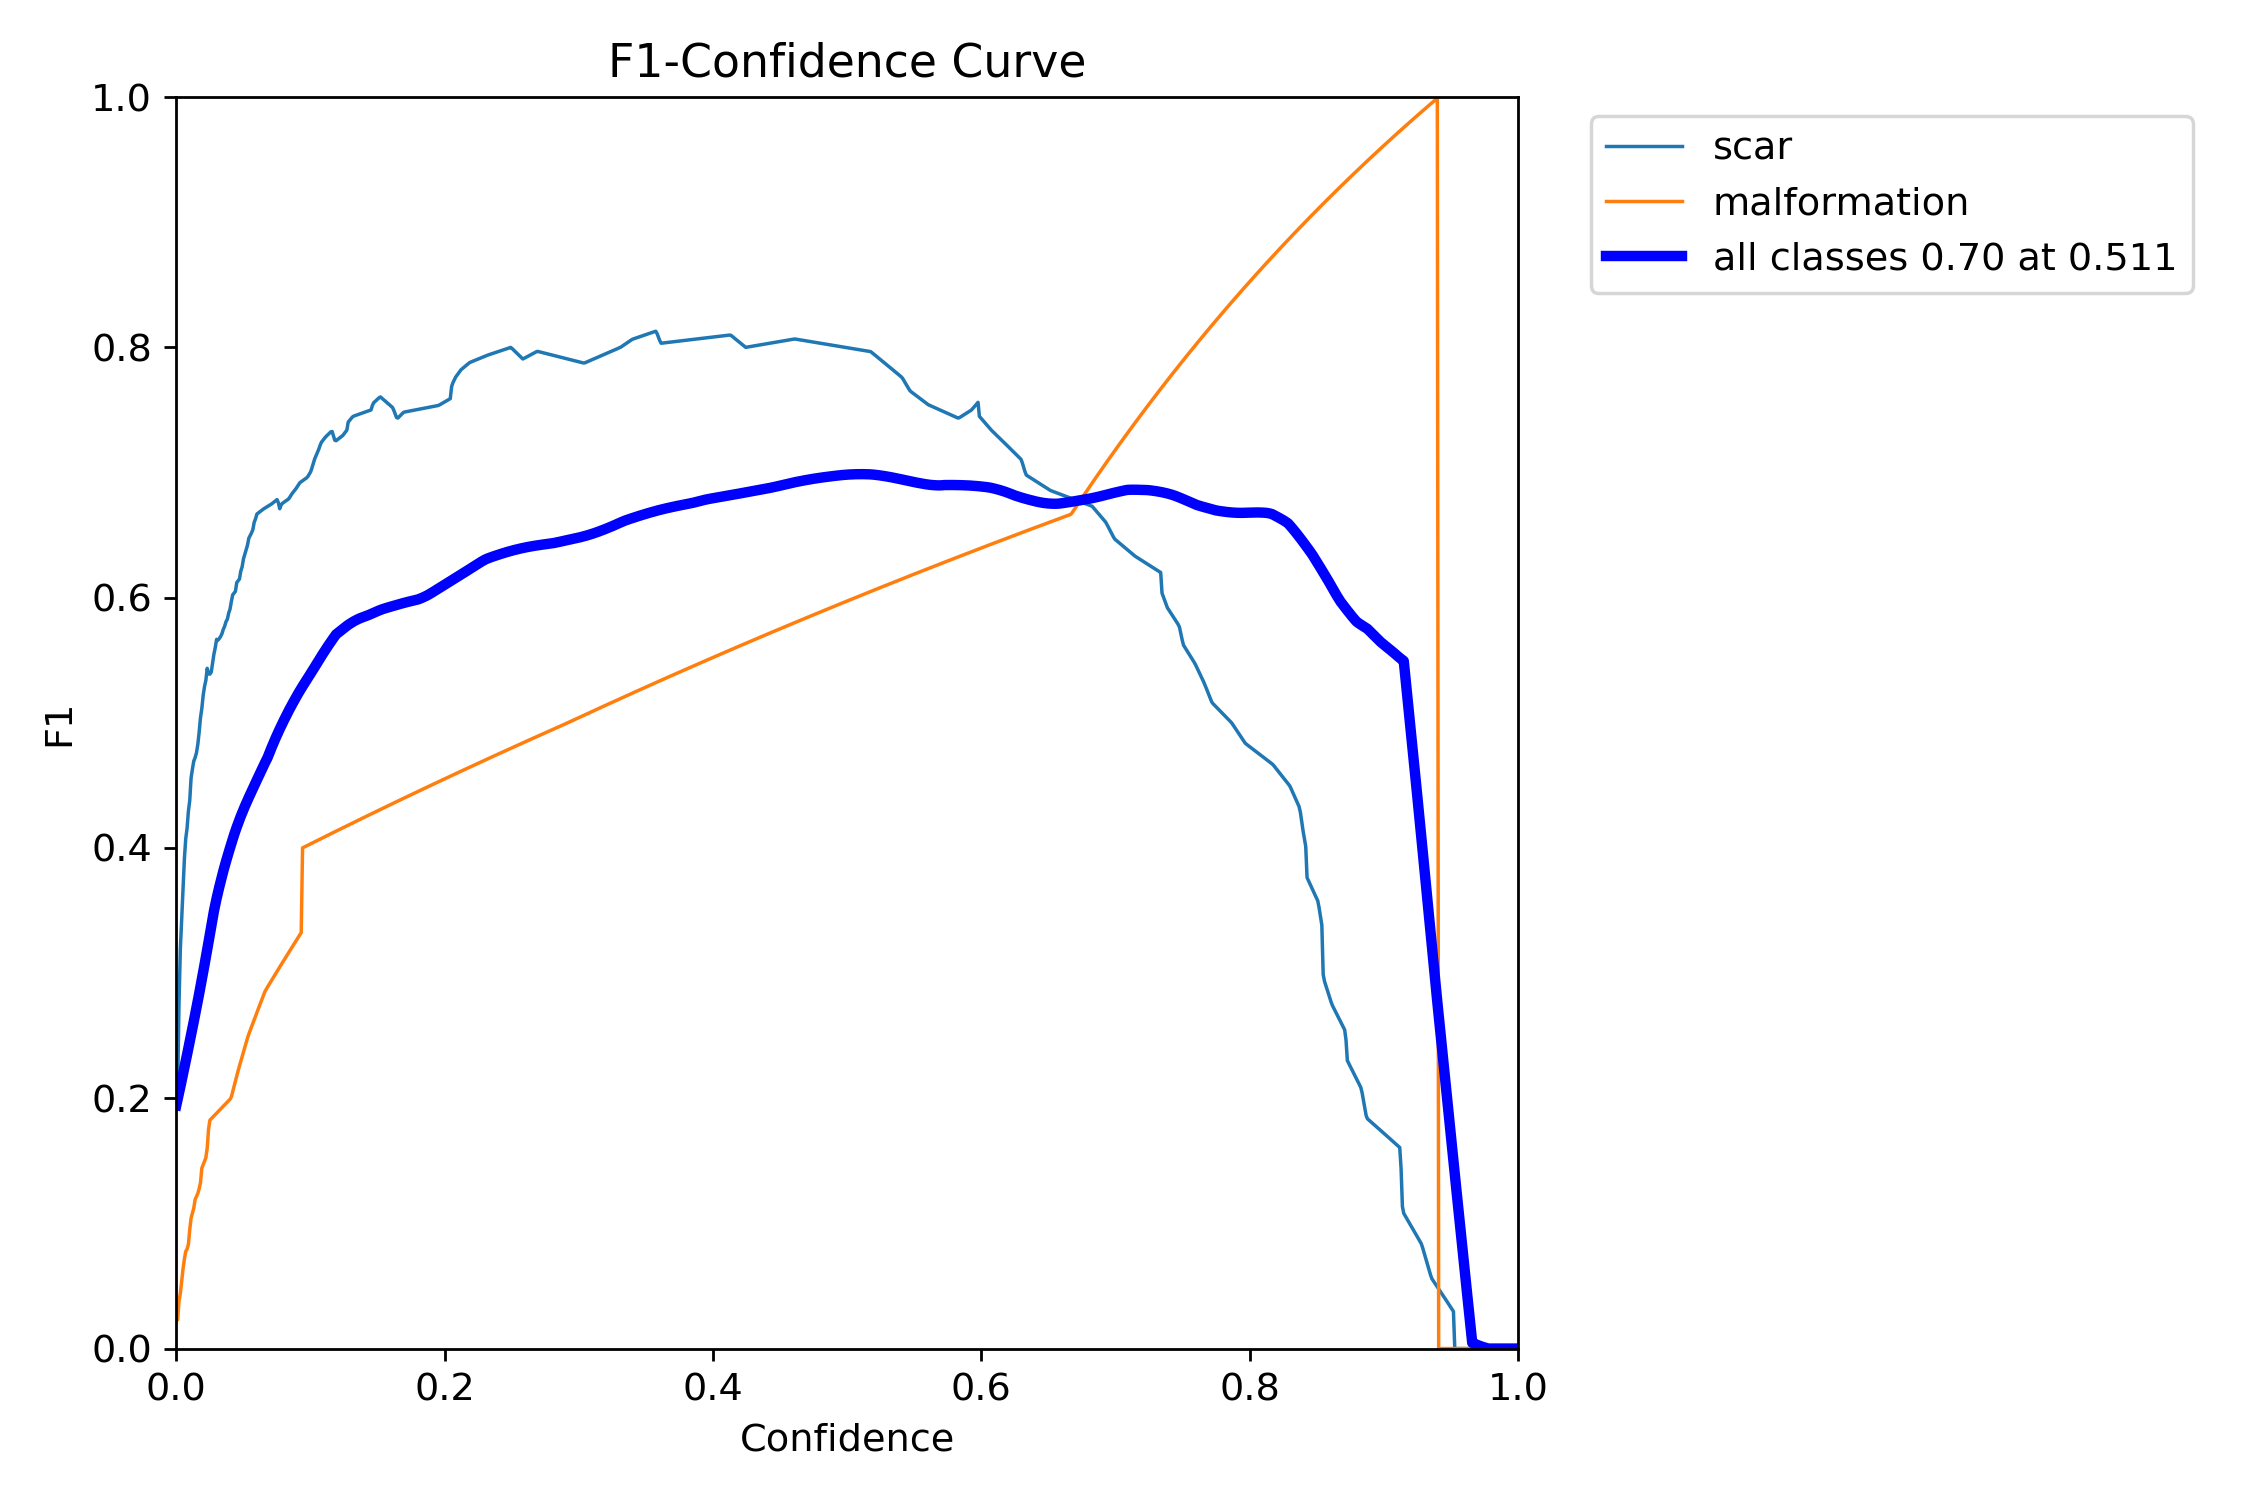 F1-Confidence Curve
1.0
0.8
0.6
0.4
0.2
0.0
F1
0.0 0.2 0.4 0.6 0.8 1.0
Confidence
scar
malformation
all classes 0.70 at 0.511